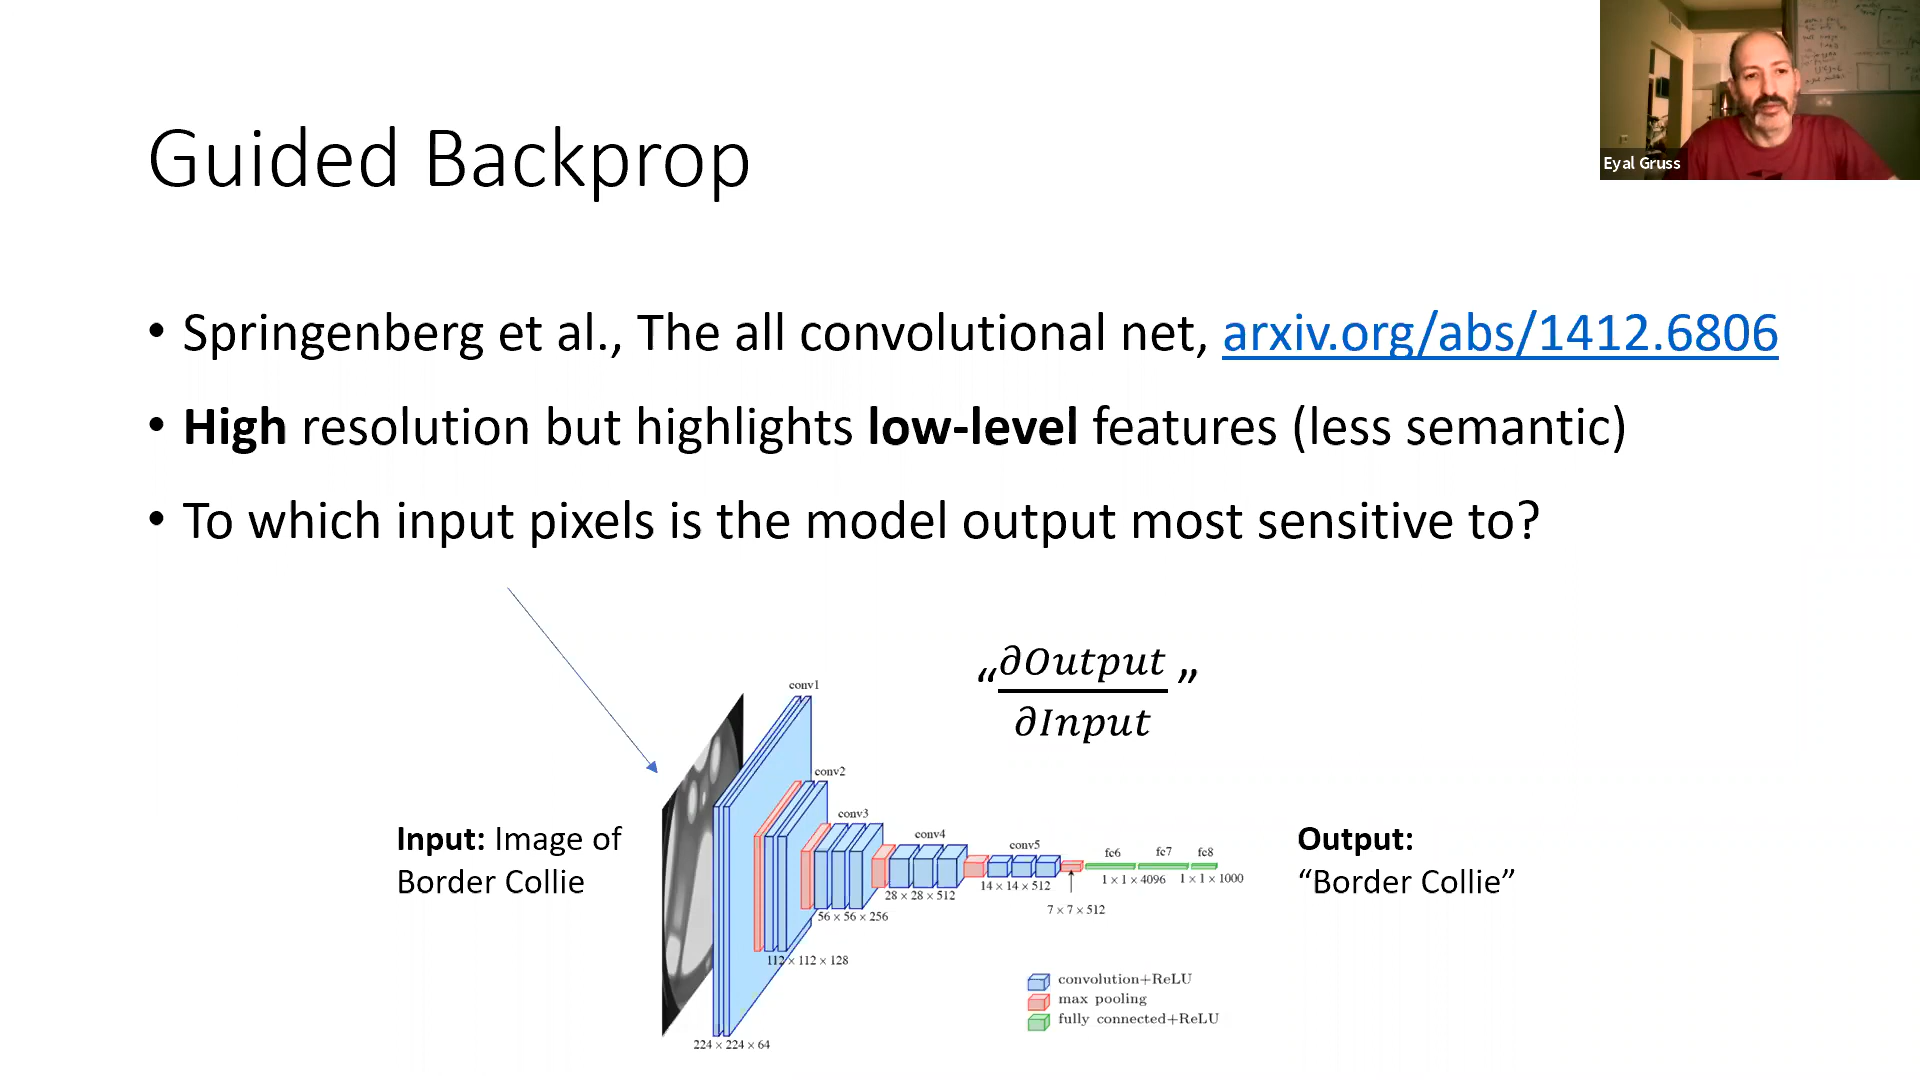 Guided Backprop
Eyal Gruss
• Springenberg et al., The all convolutional net, arxiv.org/abs/1412.6806
• High resolution but highlights low-level features (less semantic)
• To which input pixels is the model output most sensitive to?
“∂Output
∂Input”
conv1
conv2
conv3
conv4
conv5
fc6
fc7
fc8
Input: Image of
Border Collie
Output:
“Border Collie”
1 × 1 × 4096
1 × 1 × 1000
14 × 14 × 512
28 × 28 × 512
7 × 7 × 512
56 × 56 × 256
112 × 112 × 128
224 × 224 × 64
convolution+ReLU
max pooling
fully connected+ReLU